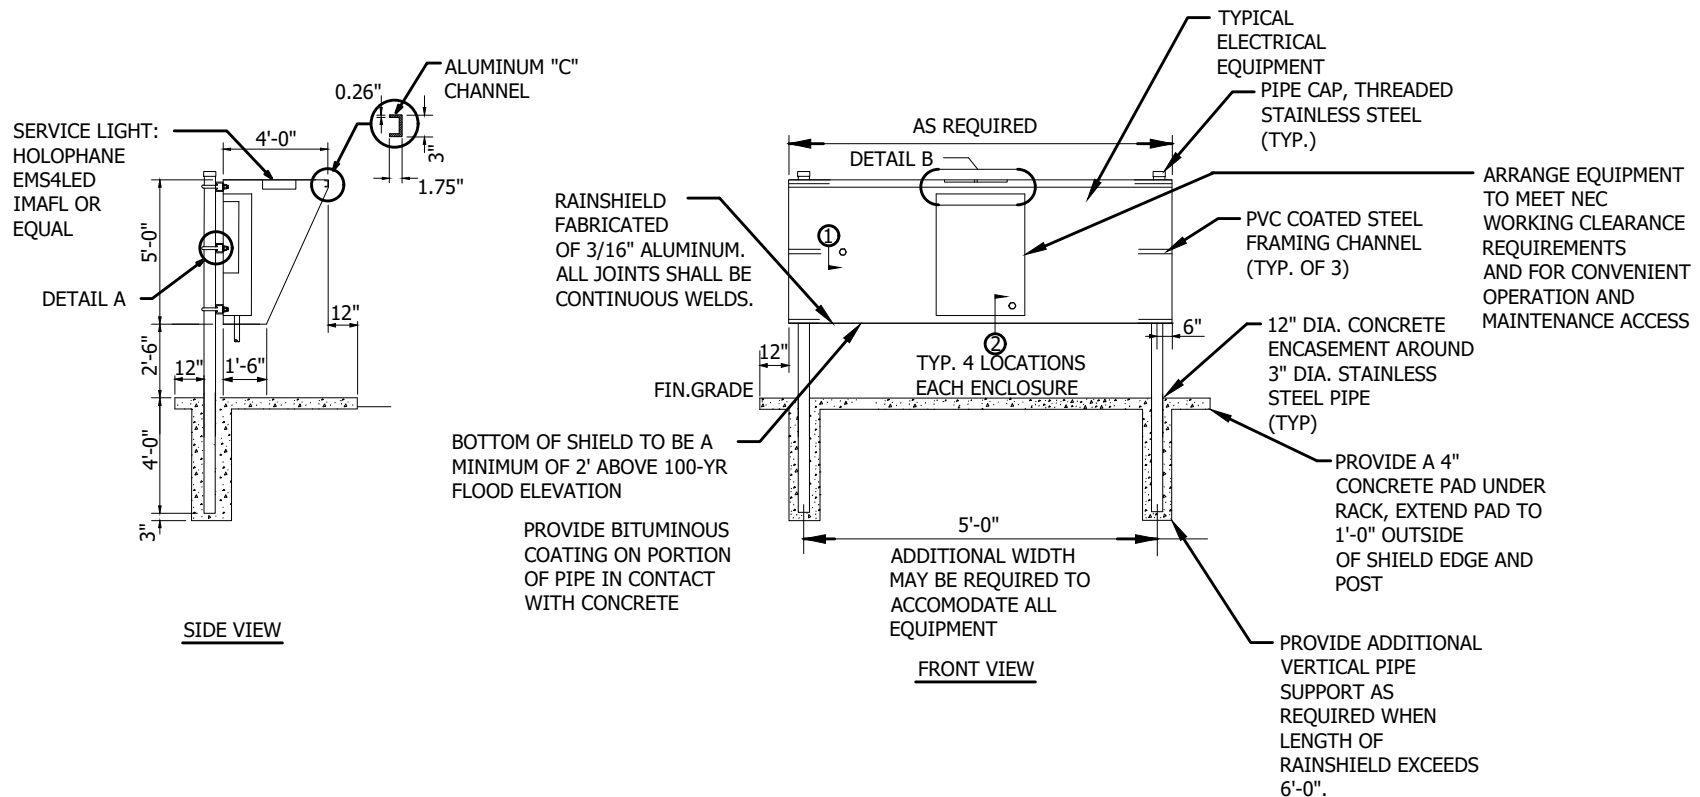 ALUMINUM "C"
CHANNEL
0.26"
3"
1.75"
SERVICE LIGHT:
HOLOPHANE
EMS4LED
IMAFL OR
EQUAL
4'-0"
5'-0"
DETAIL A
12"
2'-6"
12"
1'-6"
4'-0"
3"
SIDE VIEW
TYPICAL
ELECTRICAL
EQUIPMENT
PIPE CAP, THREADED
STAINLESS STEEL
(TYP.)
AS REQUIRED
DETAIL B
ARRANGE EQUIPMENT
TO MEET NEC
WORKING CLEARANCE
REQUIREMENTS
AND FOR CONVENIENT
OPERATION AND
MAINTENANCE ACCESS
RAINSHIELD
FABRICATED
OF 3/16" ALUMINUM.
ALL JOINTS SHALL BE
CONTINUOUS WELDS.
1
PVC COATED STEEL
FRAMING CHANNEL
(TYP. OF 3)
2
6"
12" DIA. CONCRETE
ENCASEMENT AROUND
3" DIA. STAINLESS
STEEL PIPE
(TYP)
12"
TYP. 4 LOCATIONS
EACH ENCLOSURE
FIN.GRADE
BOTTOM OF SHIELD TO BE A
MINIMUM OF 2' ABOVE 100-YR
FLOOD ELEVATION
PROVIDE A 4"
CONCRETE PAD UNDER
RACK, EXTEND PAD TO
1'-0" OUTSIDE
OF SHIELD EDGE AND
POST
PROVIDE BITUMINOUS
COATING ON PORTION
OF PIPE IN CONTACT
WITH CONCRETE
5'-0"
ADDITIONAL WIDTH
MAY BE REQUIRED TO
ACCOMODATE ALL
EQUIPMENT
PROVIDE ADDITIONAL
VERTICAL PIPE
SUPPORT AS
REQUIRED WHEN
LENGTH OF
RAINSHIELD EXCEEDS
6'-0".
FRONT VIEW